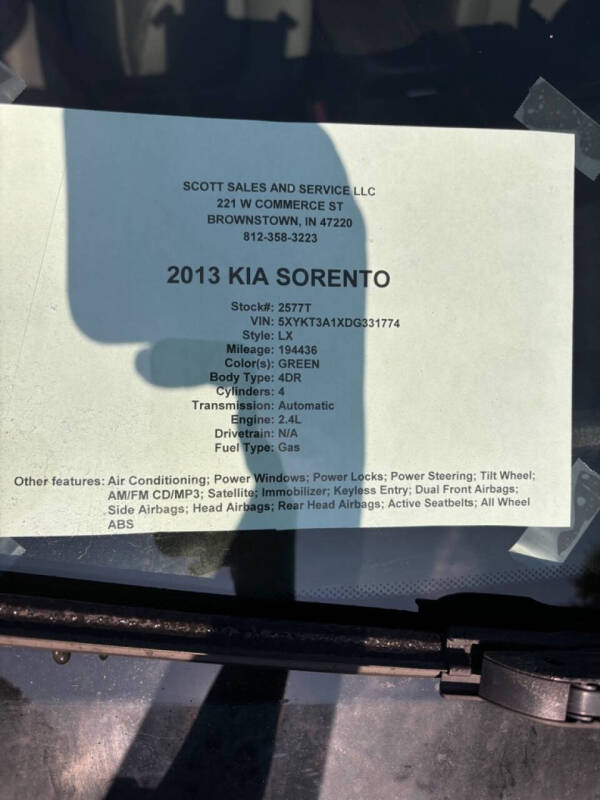 SCOTT SALES AND SERVICE LLC
221 W COMMERCE ST
BROWNSTOWN, IN 47220
812-358-3223
2013 KIA SORENTO
Stock#: 2577T
VIN: 5XYKT3A1XDG331774
Style: LX
Mileage: 194436
Color(s): GREEN
Body Type: 4DR
Cylinders: 4
Transmission: Automatic
Engine: 2.4L
Drivetrain: N/A
Fuel Type: Gas
Other features: Air Conditioning; Power Windows; Power Locks; Power Steering; Tilt Wheel;
AM/FM CD/MP3; Satellite; Immobilizer; Keyless Entry; Dual Front Airbags;
Side Airbags; Head Airbags; Rear Head Airbags; Active Seatbelts; All Wheel
ABS